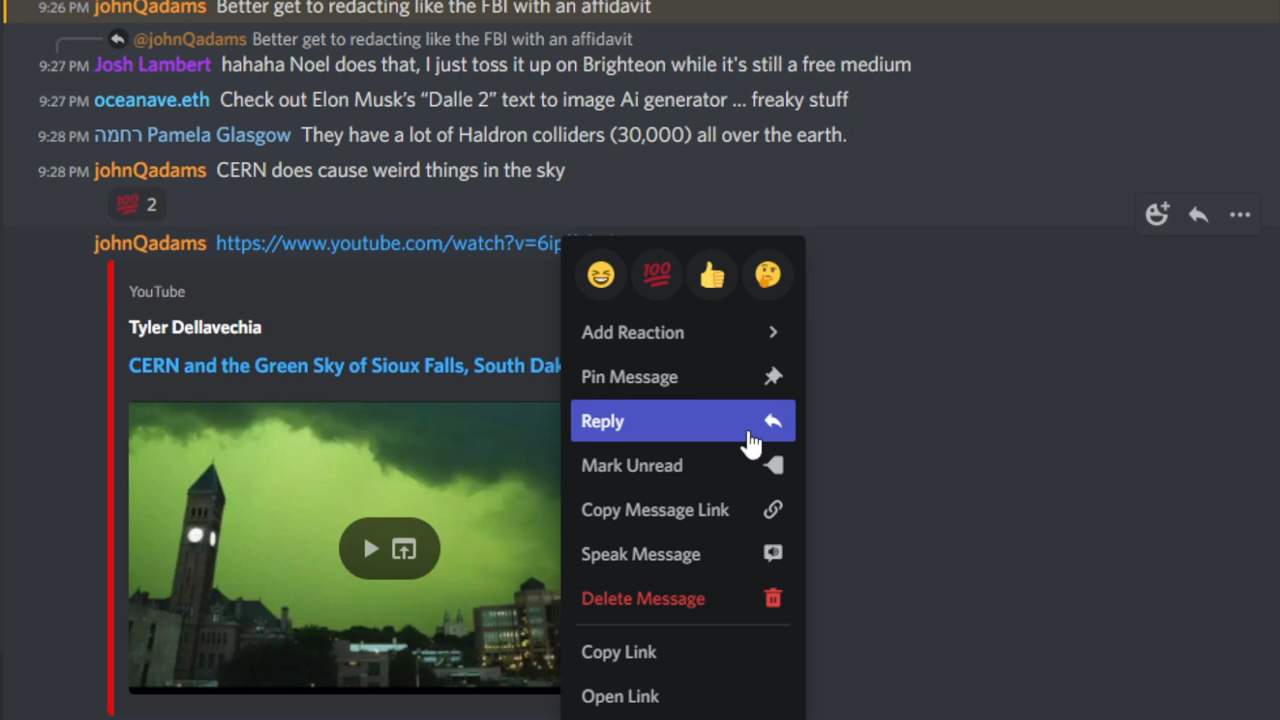 9:26 PM johnQadams Better get to redacting like the FBI with an affidavit
@johnQadams Better get to redacting like the FBI with an affidavit
9:27 PM Josh Lambert hahaha Noel does that, I just toss it up on Brighteon while it's still a free medium
9:27 PM oceanave.eth Check out Elon Musk's “Dalle 2” text to image Ai generator ... freaky stuff
9:28 PM רחמה Pamela Glasgow They have a lot of Haldron colliders (30,000) all over the earth.
9:28 PM johnQadams CERN does cause weird things in the sky
💯 2
johnQadams https://www.youtube.com/watch?v=6ip
YouTube
Tyler Dellavechia
CERN and the Green Sky of Sioux Falls, South Dak
Add Reaction
Pin Message
Reply
Mark Unread
Copy Message Link
Speak Message
Delete Message
Copy Link
Open Link